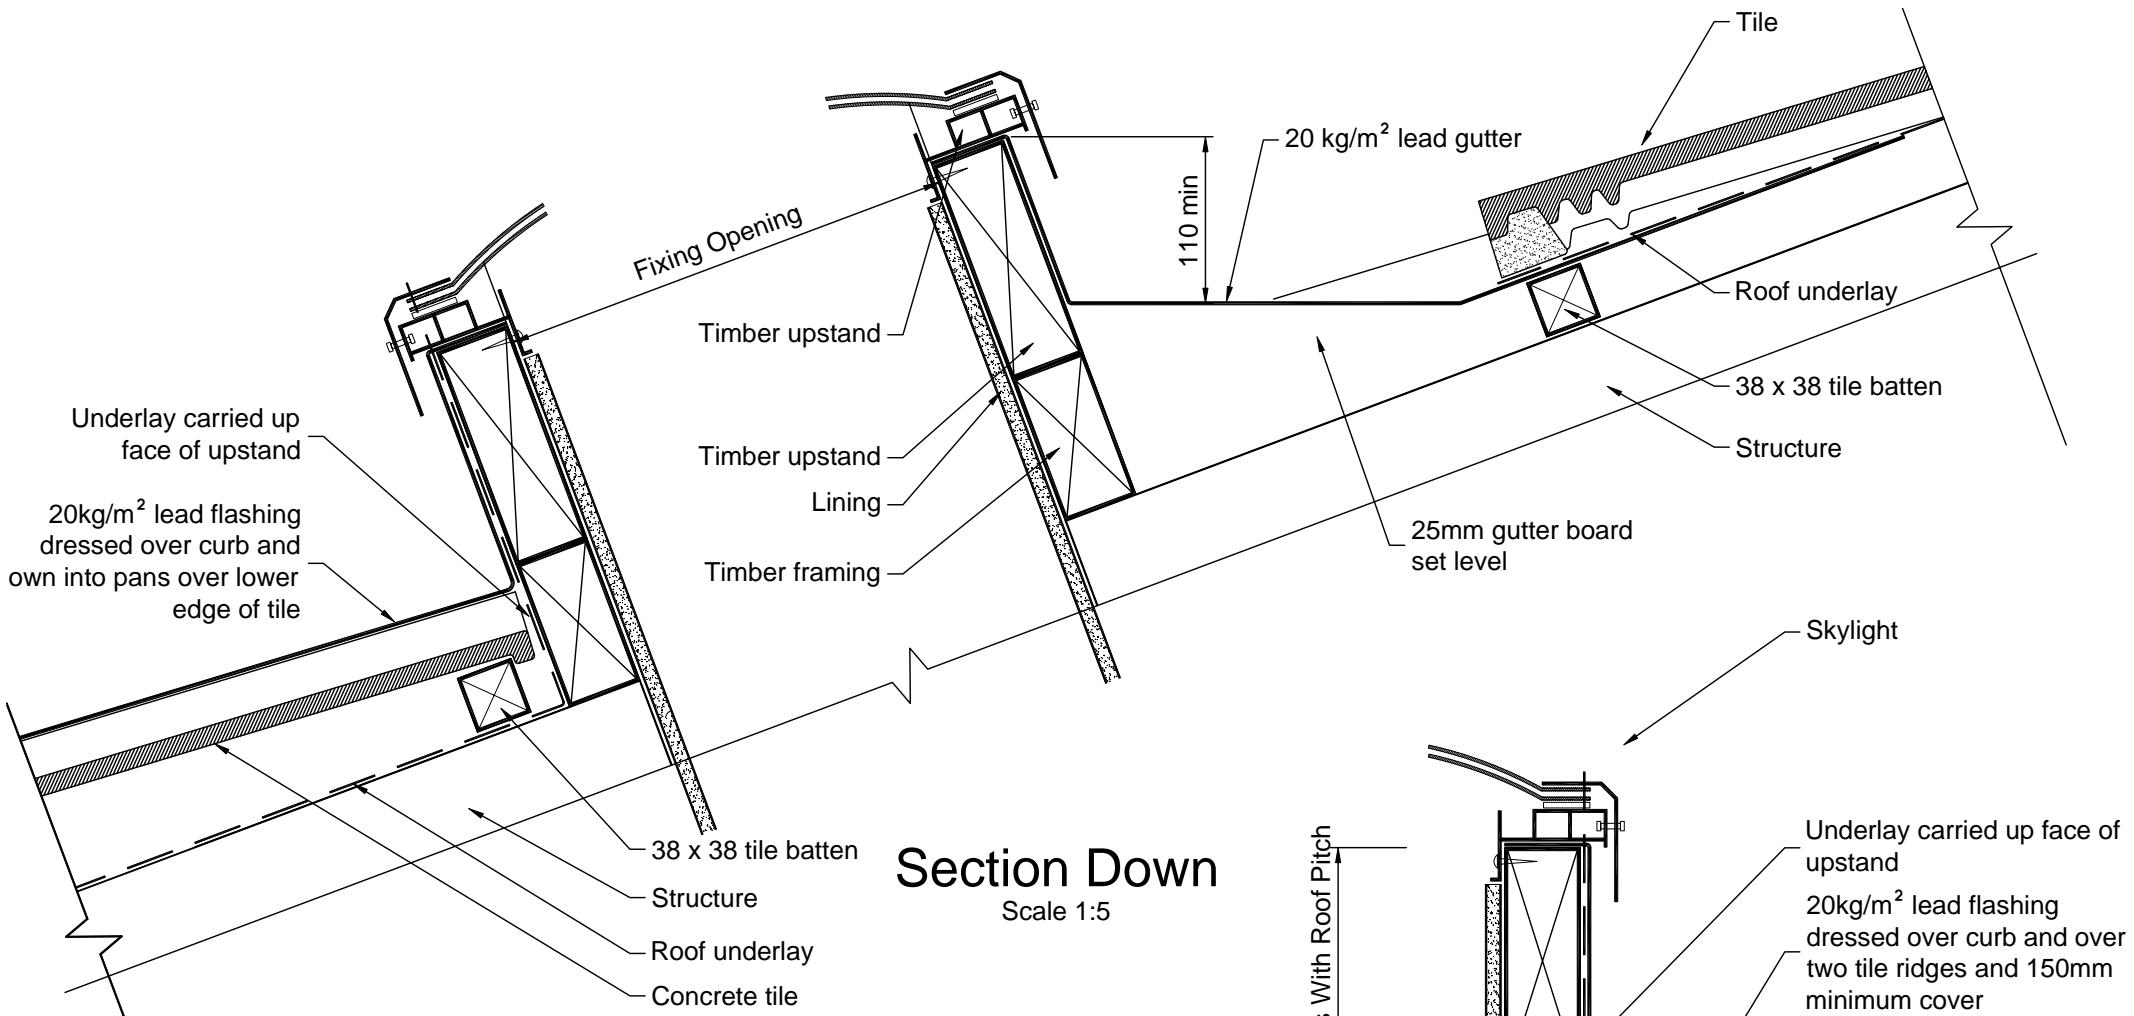 Tile
20 kg/m² lead gutter
110 min
Fixing Opening
Roof underlay
Timber upstand
38 x 38 tile batten
Underlay carried up
face of upstand
Timber upstand
Structure
Lining
20kg/m² lead flashing
dressed over curb and
own into pans over lower
edge of tile
25mm gutter board
set level
Timber framing
Skylight
38 x 38 tile batten
Structure
Roof underlay
Concrete tile
Section Down
Scale 1:5
With Roof Pitch
Underlay carried up face of
upstand
20kg/m² lead flashing
dressed over curb and over
two tile ridges and 150mm
minimum cover